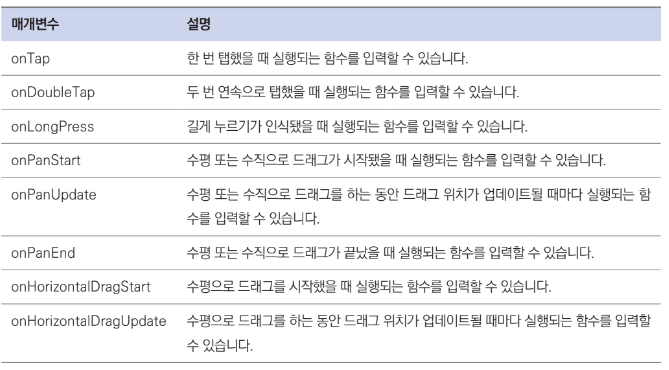 매개변수 설명
onTap 한 번 탭했을 때 실행되는 함수를 입력할 수 있습니다.
onDoubleTap 두 번 연속으로 탭했을 때 실행되는 함수를 입력할 수 있습니다.
onLongPress 길게 누르기가 인식됐을 때 실행되는 함수를 입력할 수 있습니다.
onPanStart 수평 또는 수직으로 드래그가 시작됐을 때 실행되는 함수를 입력할 수 있습니다.
onPanUpdate 수평 또는 수직으로 드래그를 하는 동안 드래그 위치가 업데이트될 때마다 실행되는 함
수를 입력할 수 있습니다.
onPanEnd 수평 또는 수직으로 드래그가 끝났을 때 실행되는 함수를 입력할 수 있습니다.
onHorizontalDragStart 수평으로 드래그를 시작했을 때 실행되는 함수를 입력할 수 있습니다.
onHorizontalDragUpdate 수평으로 드래그를 하는 동안 드래그 위치가 업데이트될 때마다 실행되는 함수를 입력할
수 있습니다.